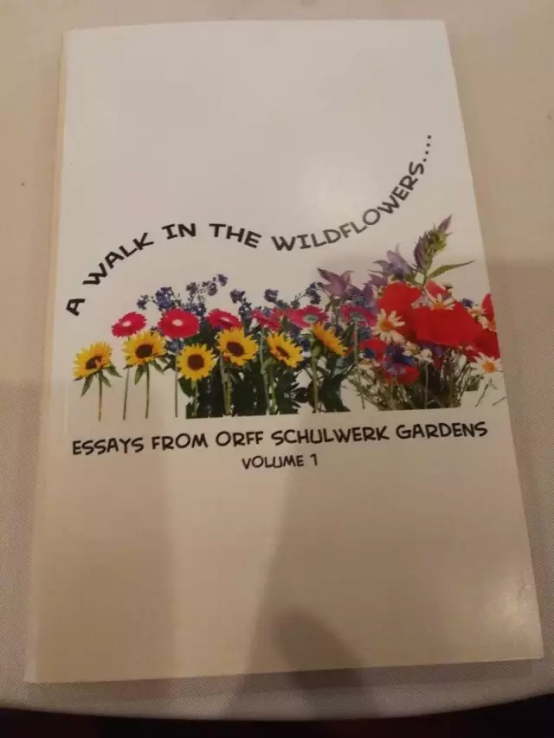 A WALK IN THE WILDFLOWERS....
ESSAYS FROM ORFF SCHULWERK GARDENS
VOLUME 1